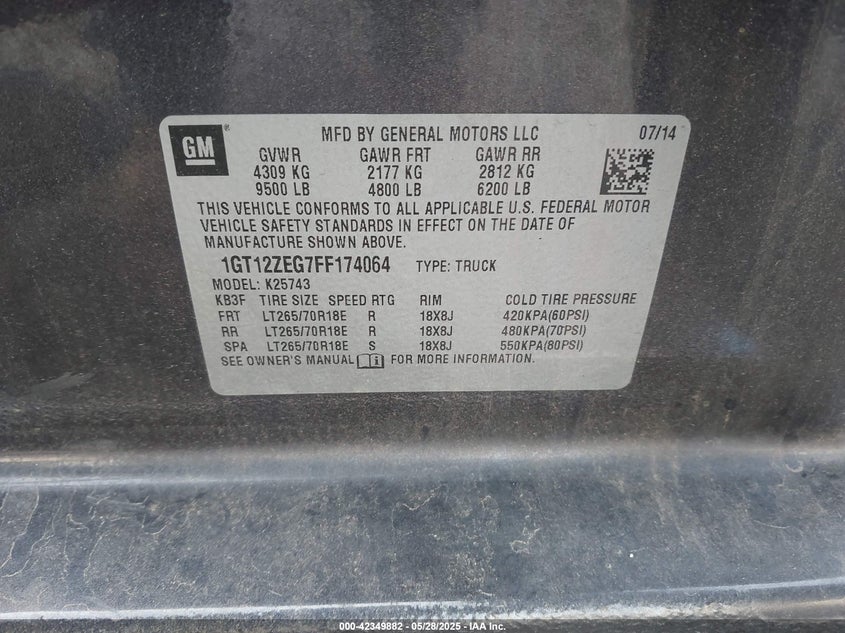 GM
MFD BY GENERAL MOTORS LLC 07/14
GVWR GAWR FRT GAWR RR
4309 KG 2177 KG 2812 KG
9500 LB 4800 LB 6200 LB
THIS VEHICLE CONFORMS TO ALL APPLICABLE U.S. FEDERAL MOTOR
VEHICLE SAFETY STANDARDS IN EFFECT ON THE DATE OF
MANUFACTURE SHOWN ABOVE.
1GT12ZEG7FF174064 TYPE: TRUCK
MODEL: K25743
KB3F TIRE SIZE SPEED RTG RIM COLD TIRE PRESSURE
FRT LT265/70R18E R 18X8J 420KPA(60PSI)
RR LT265/70R18E R 18X8J 480KPA(70PSI)
SPA LT265/70R18E S 18X8J 550KPA(80PSI)
SEE OWNER'S MANUAL FOR MORE INFORMATION.
000-42349882 - 05/28/2025 - IAA Inc.